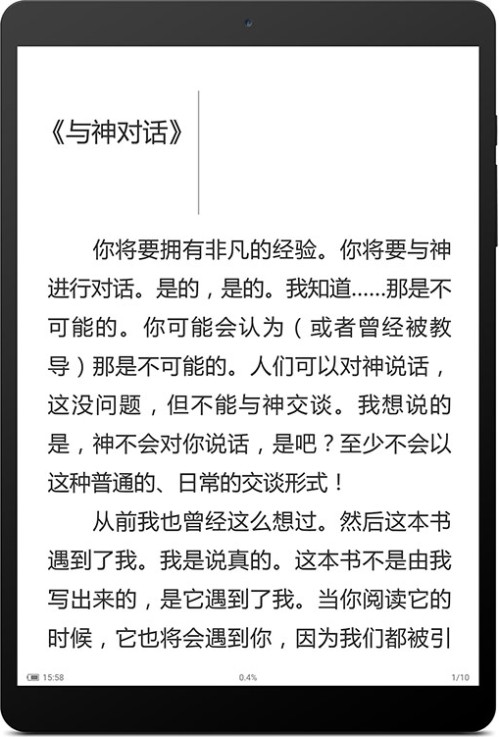 《与神对话》
你将要拥有非凡的经验。你将要与神
进行对话。是的，是的。我知道……那是不
可能的。你可能会认为（或者曾经被教
导）那是不可能的。人们可以对神说话，
这没问题，但不能与神交谈。我想说的
是，神不会对你说话，是吧？至少不会以
这种普通的、日常的交谈形式！
从前我也曾经这么想过。然后这本书
遇到了我。我是说真的。这本书不是由我
写出来的，是它遇到了我。当你阅读它的
时候，它也将会遇到你，因为我们都被引
15:58 0.4% 1/10